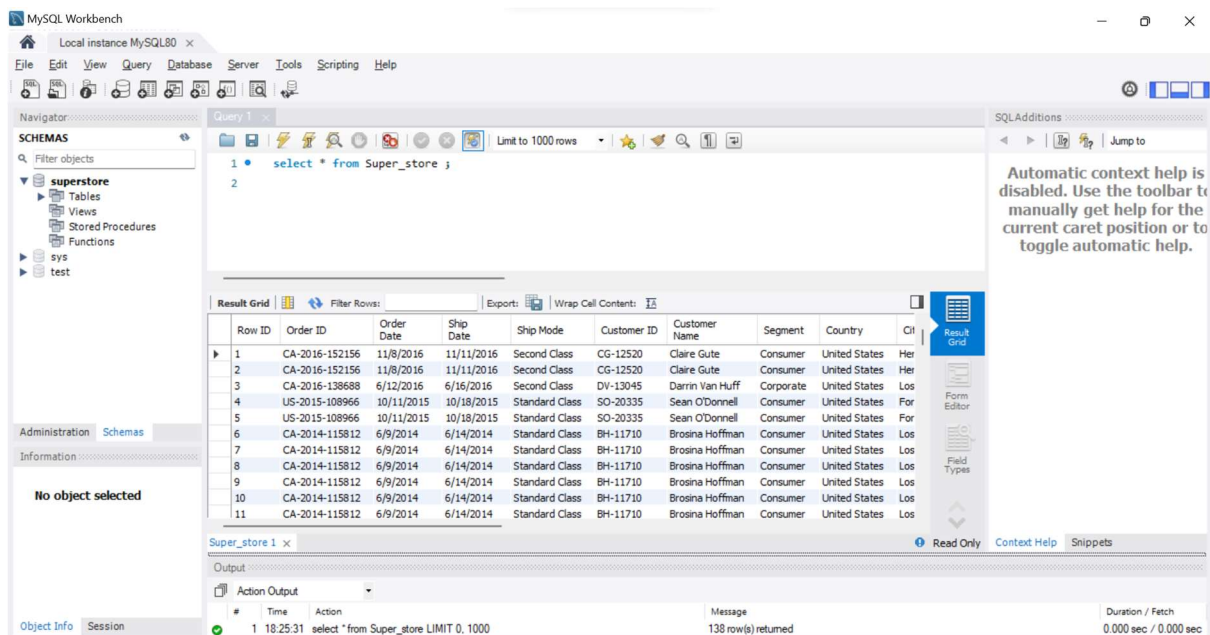 MySQL Workbench
Local instance MySQL80
File Edit View Query Database Server Tools Scripting Help
Navigator
SCHEMAS
Filter objects
superstore
Tables
Views
Stored Procedures
Functions
sys
test
Administration Schemas
Information
No object selected
Object Info Session
Query 1
Limit to 1000 rows
1 select * from Super_store ;
2
Result Grid Filter Rows: Export: Wrap Cell Content:
Row ID Order ID Order Date Ship Date Ship Mode Customer ID Customer Name Segment Country Cit
1 CA-2016-152156 11/8/2016 11/11/2016 Second Class CG-12520 Claire Gute Consumer United States Her
2 CA-2016-152156 11/8/2016 11/11/2016 Second Class CG-12520 Claire Gute Consumer United States Her
3 CA-2016-138688 6/12/2016 6/16/2016 Second Class DV-13045 Darrin Van Huff Corporate United States Los
4 US-2015-108966 10/11/2015 10/18/2015 Standard Class SO-20335 Sean O'Donnell Consumer United States For
5 US-2015-108966 10/11/2015 10/18/2015 Standard Class SO-20335 Sean O'Donnell Consumer United States For
6 CA-2014-115812 6/9/2014 6/14/2014 Standard Class BH-11710 Brosina Hoffman Consumer United States Los
7 CA-2014-115812 6/9/2014 6/14/2014 Standard Class BH-11710 Brosina Hoffman Consumer United States Los
8 CA-2014-115812 6/9/2014 6/14/2014 Standard Class BH-11710 Brosina Hoffman Consumer United States Los
9 CA-2014-115812 6/9/2014 6/14/2014 Standard Class BH-11710 Brosina Hoffman Consumer United States Los
10 CA-2014-115812 6/9/2014 6/14/2014 Standard Class BH-11710 Brosina Hoffman Consumer United States Los
11 CA-2014-115812 6/9/2014 6/14/2014 Standard Class BH-11710 Brosina Hoffman Consumer United States Los
Result Grid
Form Editor
Field Types
Super_store 1
Read Only
SQLAdditions
Jump to
Automatic context help is
disabled. Use the toolbar to
manually get help for the
current caret position or to
toggle automatic help.
Context Help Snippets
Output
Action Output
# Time Action Message Duration / Fetch
1 18:25:31 select * from Super_store LIMIT 0, 1000 138 row(s) returned 0.000 sec / 0.000 sec